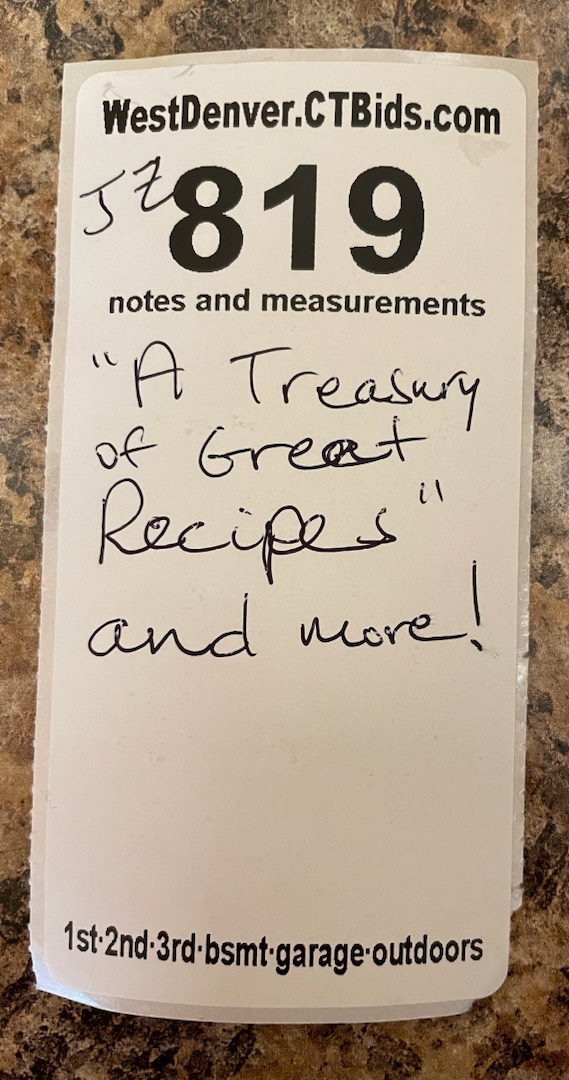 WestDenver.CTBids.com
JZ 819
notes and measurements
"A Treasury
of Great
Recipes"
and more!
1st·2nd·3rd·bsmt·garage·outdoors